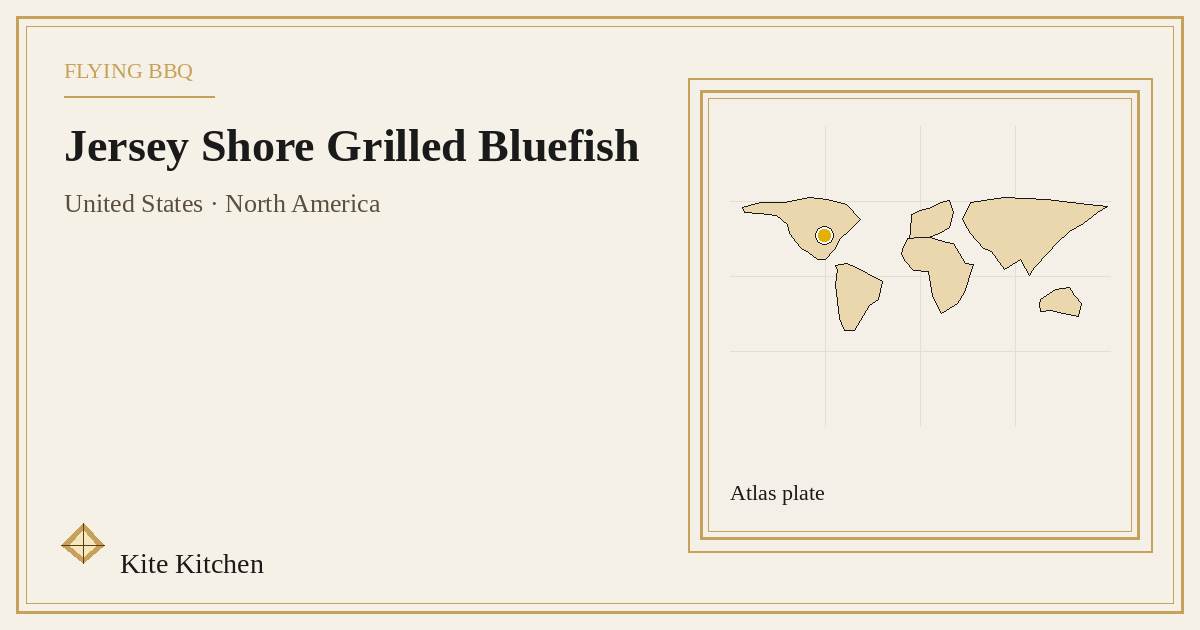 FLYING BBQ
Jersey Shore Grilled Bluefish
United States · North America
Atlas plate
Kite Kitchen